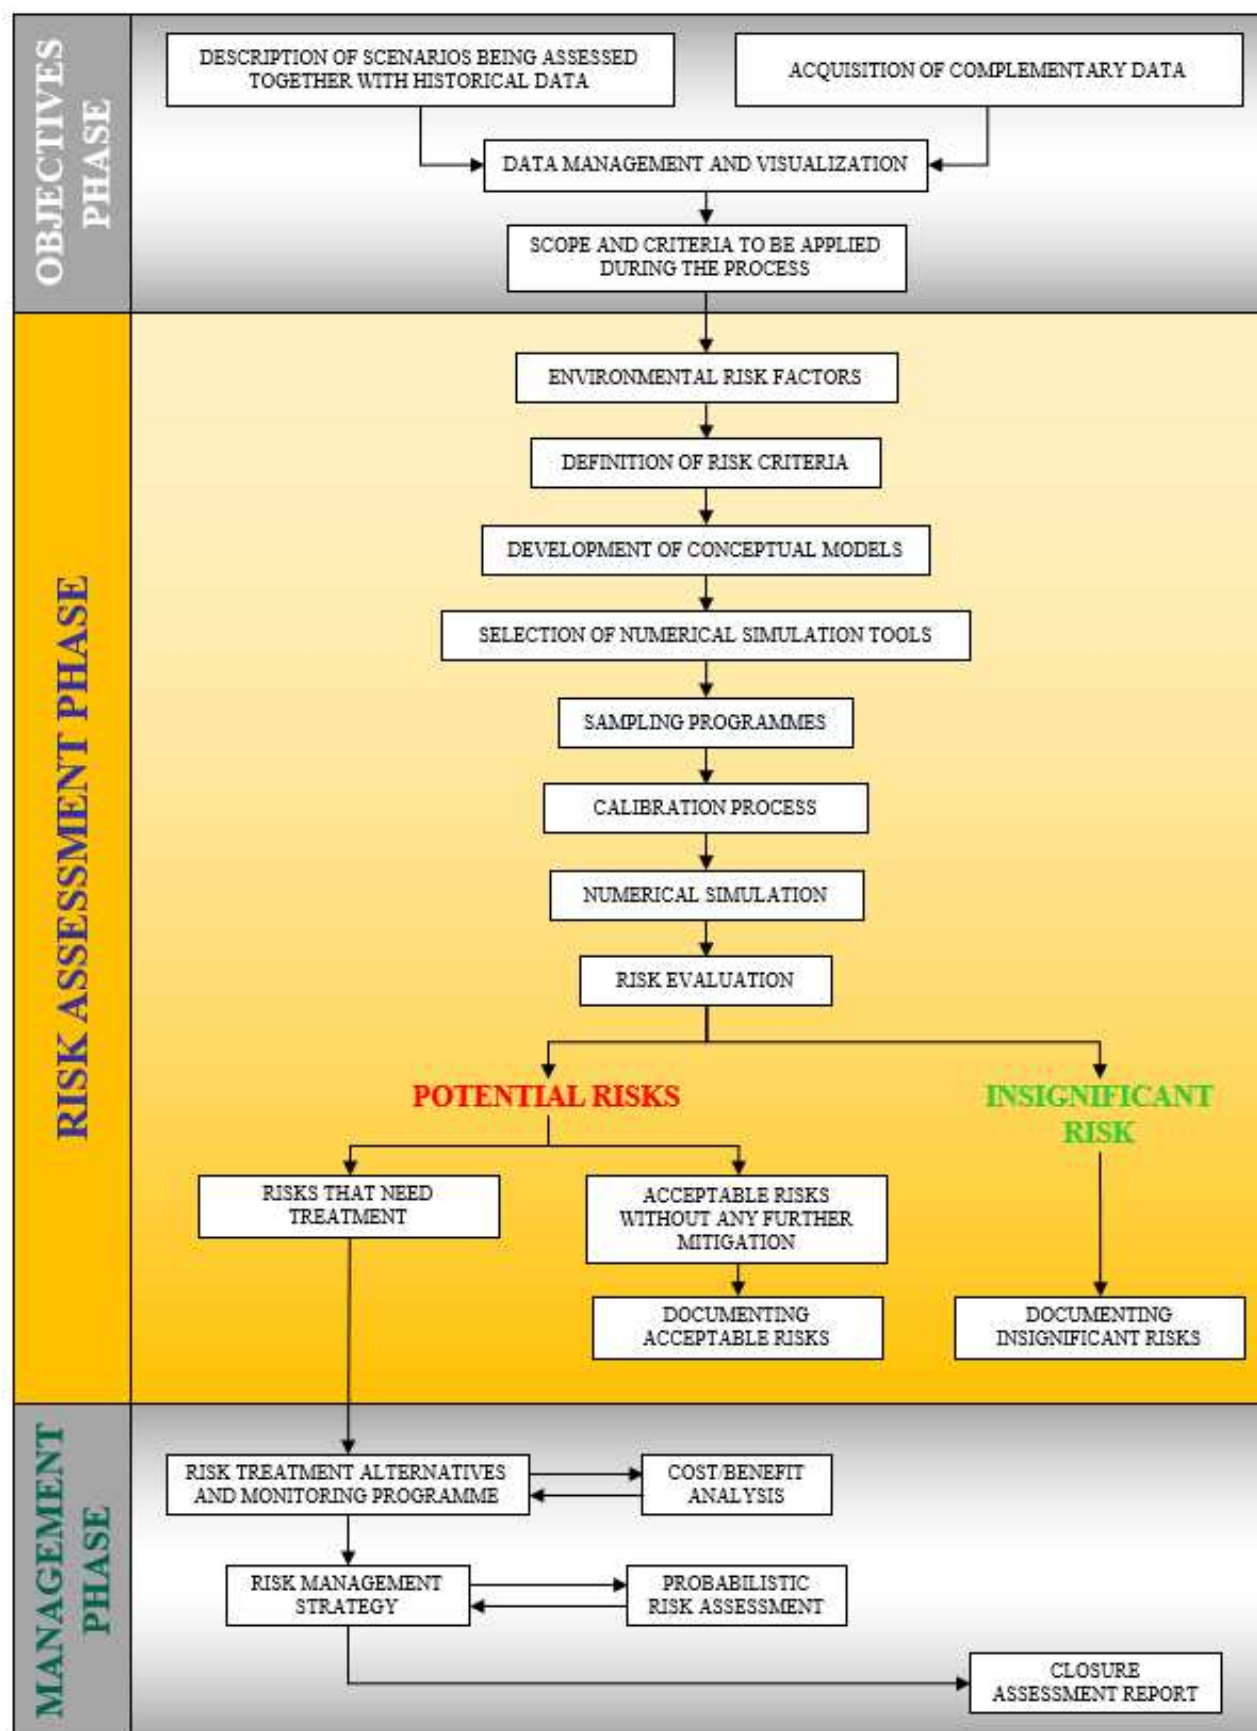 OBJECTIVES
PHASE
DESCRIPTION OF SCENARIOS BEING ASSESSED
TOGETHER WITH HISTORICAL DATA
ACQUISITION OF COMPLEMENTARY DATA
DATA MANAGEMENT AND VISUALIZATION
SCOPE AND CRITERIA TO BE APPLIED
DURING THE PROCESS
RISK ASSESSMENT PHASE
ENVIRONMENTAL RISK FACTORS
DEFINITION OF RISK CRITERIA
DEVELOPMENT OF CONCEPTUAL MODELS
SELECTION OF NUMERICAL SIMULATION TOOLS
SAMPLING PROGRAMMES
CALIBRATION PROCESS
NUMERICAL SIMULATION
RISK EVALUATION
POTENTIAL RISKS
INSIGNIFICANT
RISK
RISKS THAT NEED
TREATMENT
ACCEPTABLE RISKS
WITHOUT ANY FURTHER
MITIGATION
DOCUMENTING
ACCEPTABLE RISKS
DOCUMENTING
INSIGNIFICANT RISKS
MANAGEMENT
PHASE
RISK TREATMENT ALTERNATIVES
AND MONITORING PROGRAMME
COST/BENEFIT
ANALYSIS
RISK MANAGEMENT
STRATEGY
PROBABILISTIC
RISK ASSESSMENT
CLOSURE
ASSESSMENT REPORT